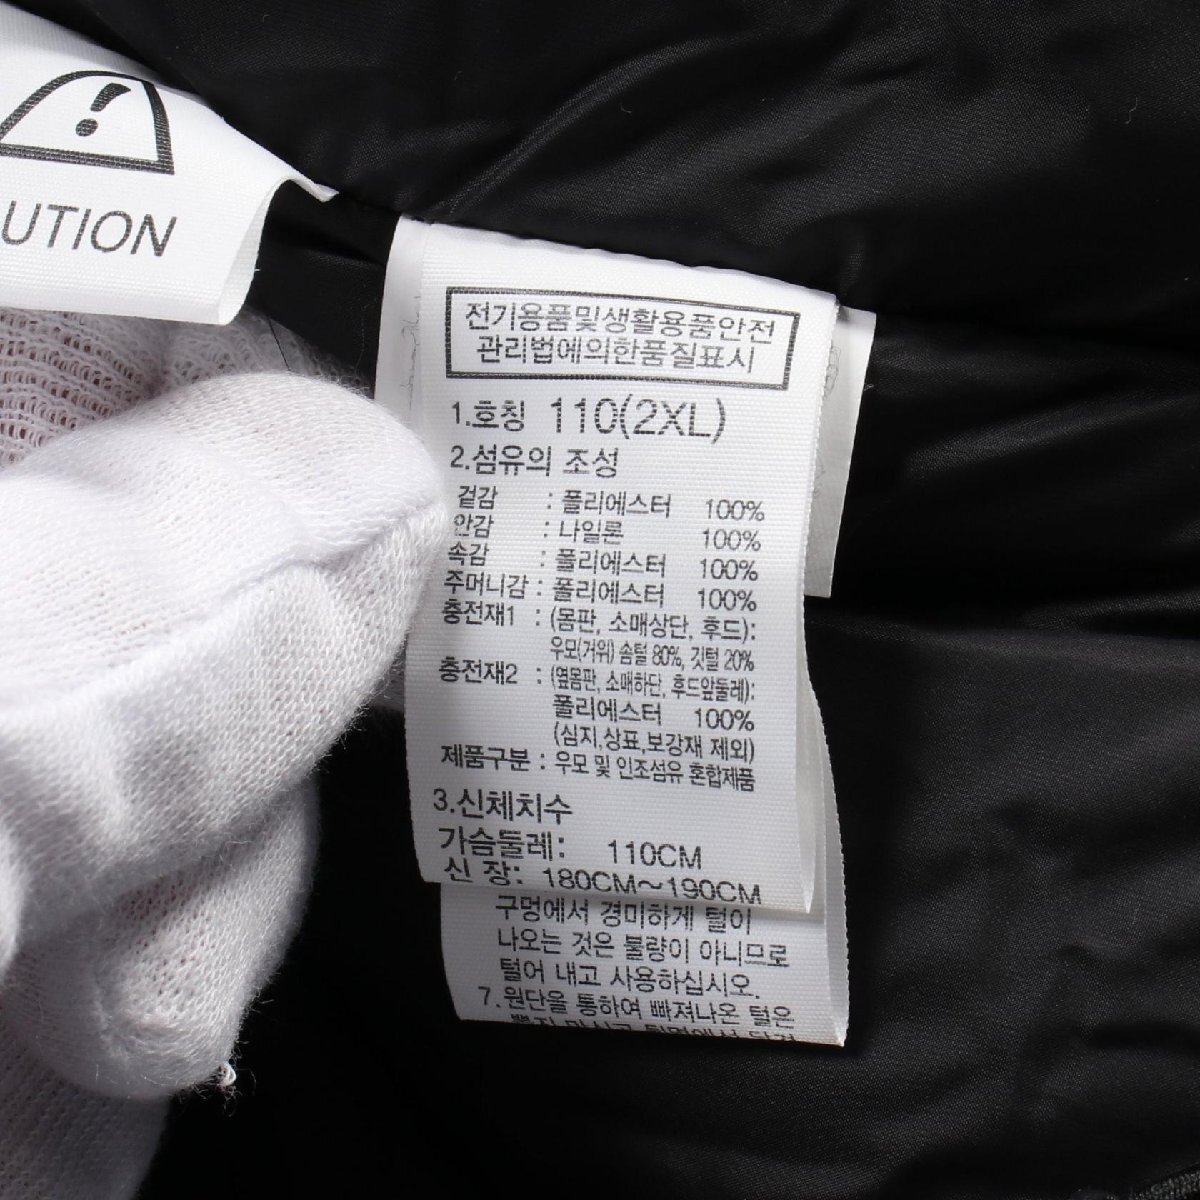 UTION
전기용품및생활용품안전
관리법에의한품질표시
1.호칭 110(2XL)
2.섬유의 조성
겉감 : 폴리에스터 100%
안감 : 나일론 100%
속감 : 폴리에스터 100%
주머니감 : 폴리에스터 100%
충전재1 : (몸판, 소매상단, 후드):
우모(거위) 솜털 80%, 깃털 20%
충전재2 : (옆몸판, 소매하단, 후드앞둘레):
폴리에스터 100%
(심지,상표,보강재 제외)
제품구분 : 우모 및 인조섬유 혼합제품
3.신체치수
가슴둘레: 110CM
신 장: 180CM~190CM
구멍에서 경미하게 털이
나오는 것은 불량이 아니므로
털어 내고 사용하십시오.
7.원단을 통하여 빠져나온 털은